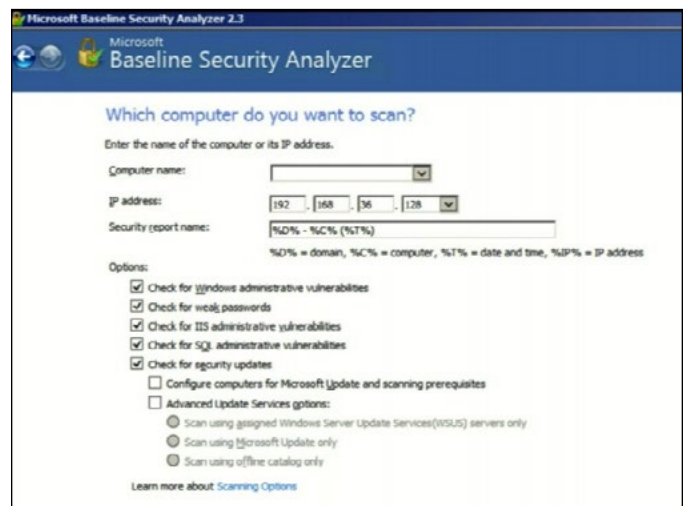 Microsoft Baseline Security Analyzer 2.3
Microsoft
Baseline Security Analyzer
Which computer do you want to scan?
Enter the name of the computer or its IP address.
Computer name:
IP address: 192 . 168 . 36 . 128
Security report name: %D% - %C% (%T%)
%D% = domain, %C% = computer, %T% = date and time, %IP% = IP address
Options:
Check for Windows administrative vulnerabilities
Check for weak passwords
Check for IIS administrative vulnerabilities
Check for SQL administrative vulnerabilities
Check for security updates
Configure computers for Microsoft Update and scanning prerequisites
Advanced Update Services options:
Scan using assigned Windows Server Update Services(WSUS) servers only
Scan using Microsoft Update only
Scan using offline catalog only
Learn more about Scanning Options